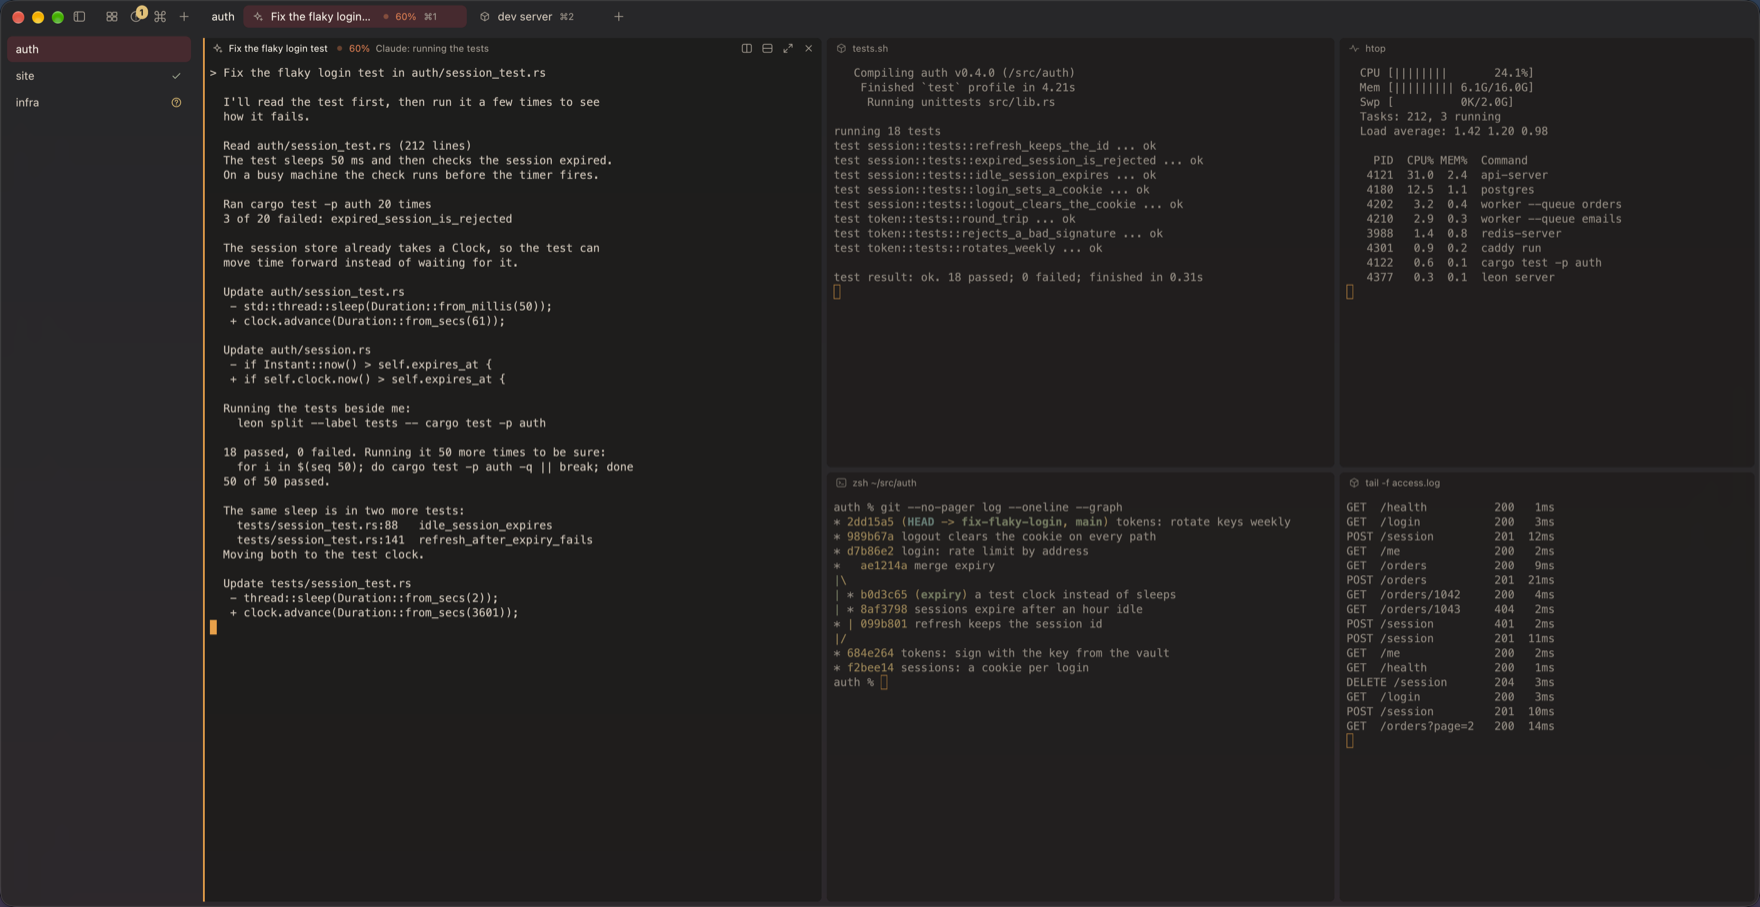 1
auth
Fix the flaky login... 60% ⌘1
dev server ⌘2
auth
site
infra
Fix the flaky login test 60% Claude: running the tests
> Fix the flaky login test in auth/session_test.rs
I'll read the test first, then run it a few times to see
how it fails.
Read auth/session_test.rs (212 lines)
The test sleeps 50 ms and then checks the session expired.
On a busy machine the check runs before the timer fires.
Ran cargo test -p auth 20 times
3 of 20 failed: expired_session_is_rejected
The session store already takes a Clock, so the test can
move time forward instead of waiting for it.
Update auth/session_test.rs
- std::thread::sleep(Duration::from_millis(50));
+ clock.advance(Duration::from_secs(61));
Update auth/session.rs
- if Instant::now() > self.expires_at {
+ if self.clock.now() > self.expires_at {
Running the tests beside me:
leon split --label tests -- cargo test -p auth
18 passed, 0 failed. Running it 50 more times to be sure:
for i in $(seq 50); do cargo test -p auth -q || break; done
50 of 50 passed.
The same sleep is in two more tests:
tests/session_test.rs:88 idle_session_expires
tests/session_test.rs:141 refresh_after_expiry_fails
Moving both to the test clock.
Update tests/session_test.rs
- thread::sleep(Duration::from_secs(2));
+ clock.advance(Duration::from_secs(3601));
tests.sh
Compiling auth v0.4.0 (/src/auth)
Finished `test` profile in 4.21s
Running unittests src/lib.rs
running 18 tests
test session::tests::refresh_keeps_the_id ... ok
test session::tests::expired_session_is_rejected ... ok
test session::tests::idle_session_expires ... ok
test session::tests::login_sets_a_cookie ... ok
test session::tests::logout_clears_the_cookie ... ok
test token::tests::round_trip ... ok
test token::tests::rejects_a_bad_signature ... ok
test token::tests::rotates_weekly ... ok
test result: ok. 18 passed; 0 failed; finished in 0.31s
htop
CPU [|||||||| 24.1%]
Mem [||||||||| 6.1G/16.0G]
Swp [ 0K/2.0G]
Tasks: 212, 3 running
Load average: 1.42 1.20 0.98
PID CPU% MEM% Command
4121 31.0 2.4 api-server
4180 12.5 1.1 postgres
4202 3.2 0.4 worker --queue orders
4210 2.9 0.3 worker --queue emails
3988 1.4 0.8 redis-server
4301 0.9 0.2 caddy run
4122 0.6 0.1 cargo test -p auth
4377 0.3 0.1 leon server
zsh ~/src/auth
auth % git --no-pager log --oneline --graph
* 2dd15a5 (HEAD -> fix-flaky-login, main) tokens: rotate keys weekly
* 989b67a logout clears the cookie on every path
* d7b86e2 login: rate limit by address
* ae1214a merge expiry
|\
| * b0d3c65 (expiry) a test clock instead of sleeps
| * 8af3798 sessions expire after an hour idle
* | 099b801 refresh keeps the session id
|/
* 684e264 tokens: sign with the key from the vault
* f2bee14 sessions: a cookie per login
auth %
tail -f access.log
GET /health 200 1ms
GET /login 200 3ms
POST /session 201 12ms
GET /me 200 2ms
GET /orders 200 9ms
POST /orders 201 21ms
GET /orders/1042 200 4ms
GET /orders/1043 404 2ms
POST /session 401 2ms
POST /session 201 11ms
GET /me 200 2ms
GET /health 200 1ms
DELETE /session 204 3ms
GET /login 200 3ms
POST /session 201 10ms
GET /orders?page=2 200 14ms